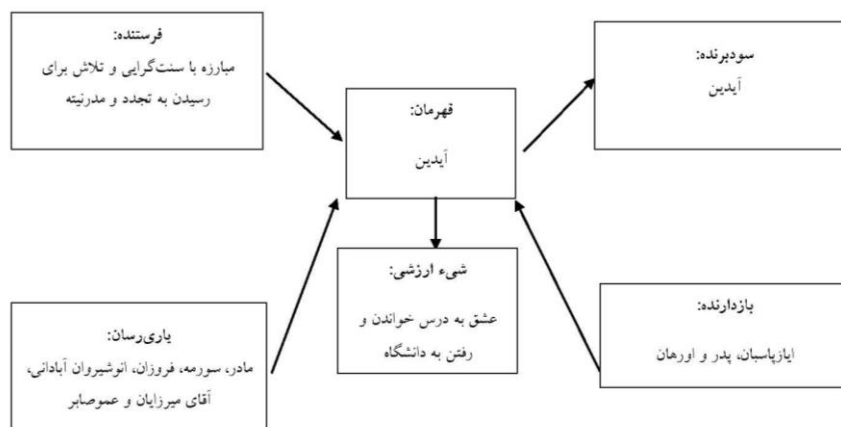 فرستنده:
مبارزه با سنت‌گرایی و تلاش برای
رسیدن به تجدد و مدرنیته
سودبرنده:
آیدین
قهرمان:
آیدین
شیء ارزشی:
عشق به درس خواندن و
رفتن به دانشگاه
یاری‌رسان:
مادر، سورمه، فروزان، انوشیروان آبادانی،
آقای میرزایان و عموصابر
بازدارنده:
ایازپاسبان، پدر و اورهان